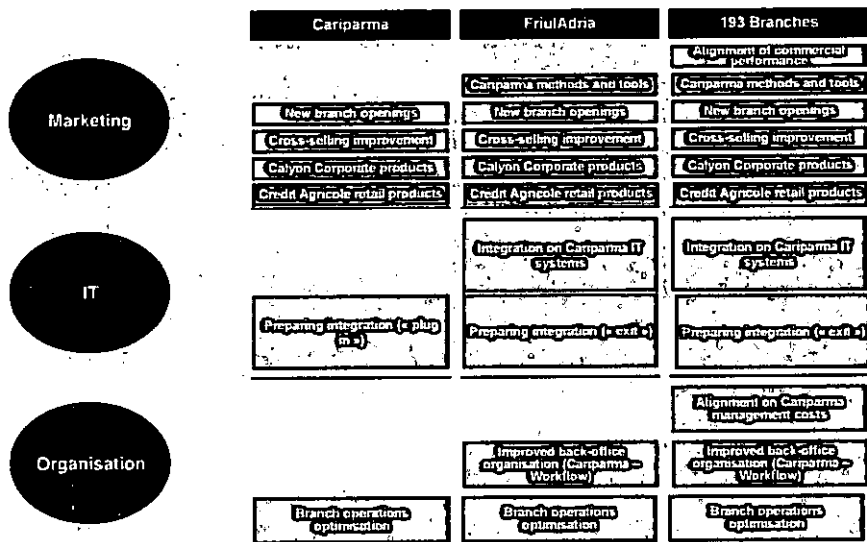 Cariparma
FriulAdria
193 Branches
Marketing
Alignment of commercial
performance
Cariparma methods and tools
Cariparma methods and tools
New branch openings
New branch openings
New branch openings
Cross-selling improvement
Cross-selling improvement
Cross-selling improvement
Calyon Corporate products
Calyon Corporate products
Calyon Corporate products
Credit Agricole retail products
Credit Agricole retail products
Credit Agricole retail products
IT
Integration on Cariparma IT
systems
Integration on Cariparma IT
systems
Preparing integration (« plug
in »)
Preparing integration (« exit »)
Preparing integration (« exit »)
Organisation
Alignment on Cariparma
management costs
Improved back-office
organisation (Cariparma –
Workflow)
Improved back-office
organisation (Cariparma –
Workflow)
Branch operations
optimisation
Branch operations
optimisation
Branch operations
optimisation